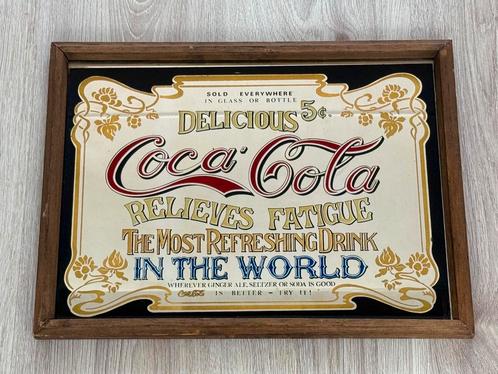 SOLD EVERYWHERE
IN GLASS OR BOTTLE
DELICIOUS 5¢
Coca-Cola
RELIEVES FATIGUE
THE MOST REFRESHING DRINK
IN THE WORLD
WHEREVER GINGER ALE, SELTZER OR SODA IS GOOD
Coca-Cola IS BETTER - TRY IT!